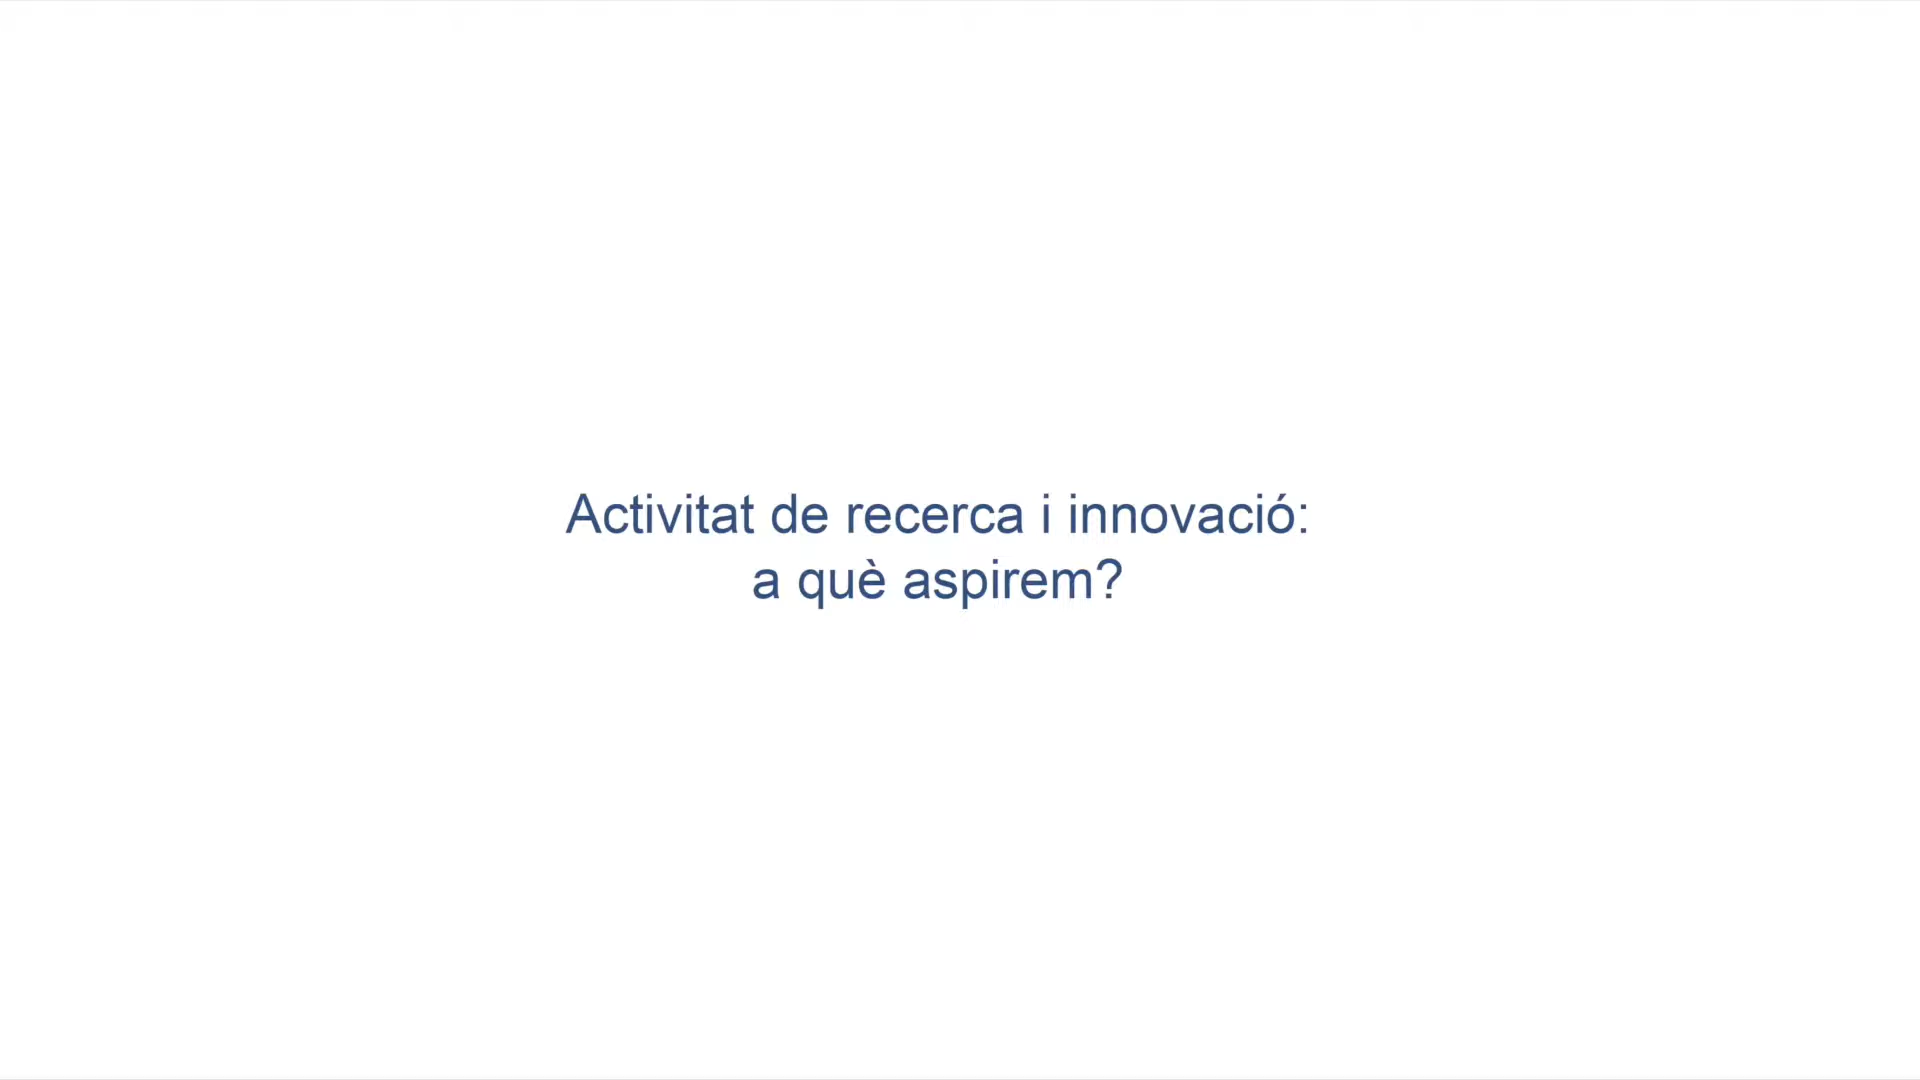 Activitat de recerca i innovació:
a què aspirem?